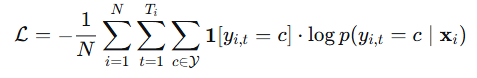 $\mathcal{L} = -\frac{1}{N} \sum_{i=1}^{N} \sum_{t=1}^{T_i} \sum_{c \in \mathcal{Y}} \mathbf{1}[y_{i,t} = c] \cdot \log p(y_{i,t} = c \mid \mathbf{x}_i)$